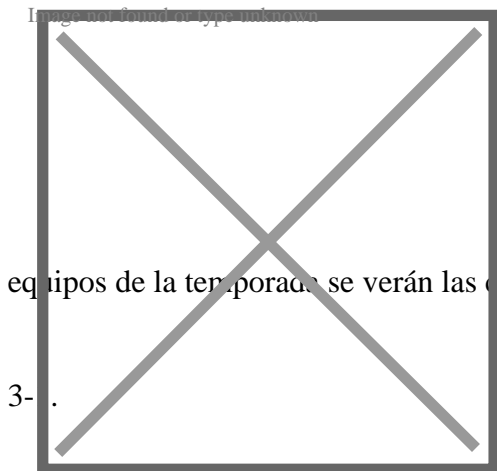 Image not found or type unknown
equipos de la temporada se verán las
3- .